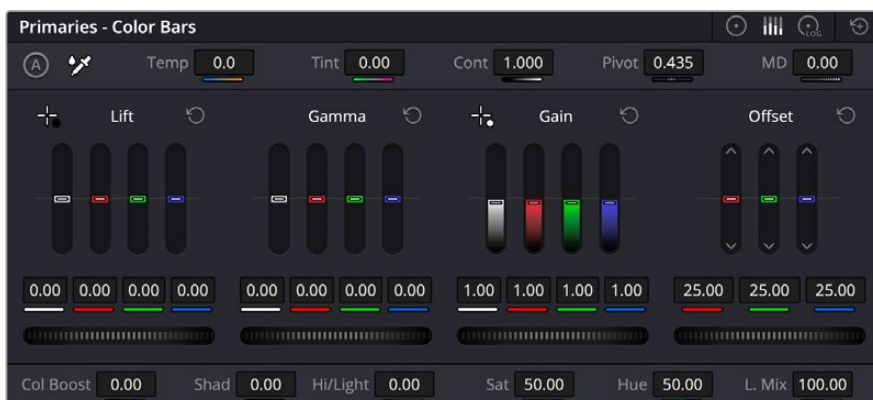 Primaries - Color Bars
LOG
A Temp 0.0 Tint 0.00 Cont 1.000 Pivot 0.435 MD 0.00
Lift Gamma Gain Offset
0.00 0.00 0.00 0.00 0.00 0.00 0.00 0.00 1.00 1.00 1.00 1.00 25.00 25.00 25.00
Col Boost 0.00 Shad 0.00 Hi/Light 0.00 Sat 50.00 Hue 50.00 L. Mix 100.00